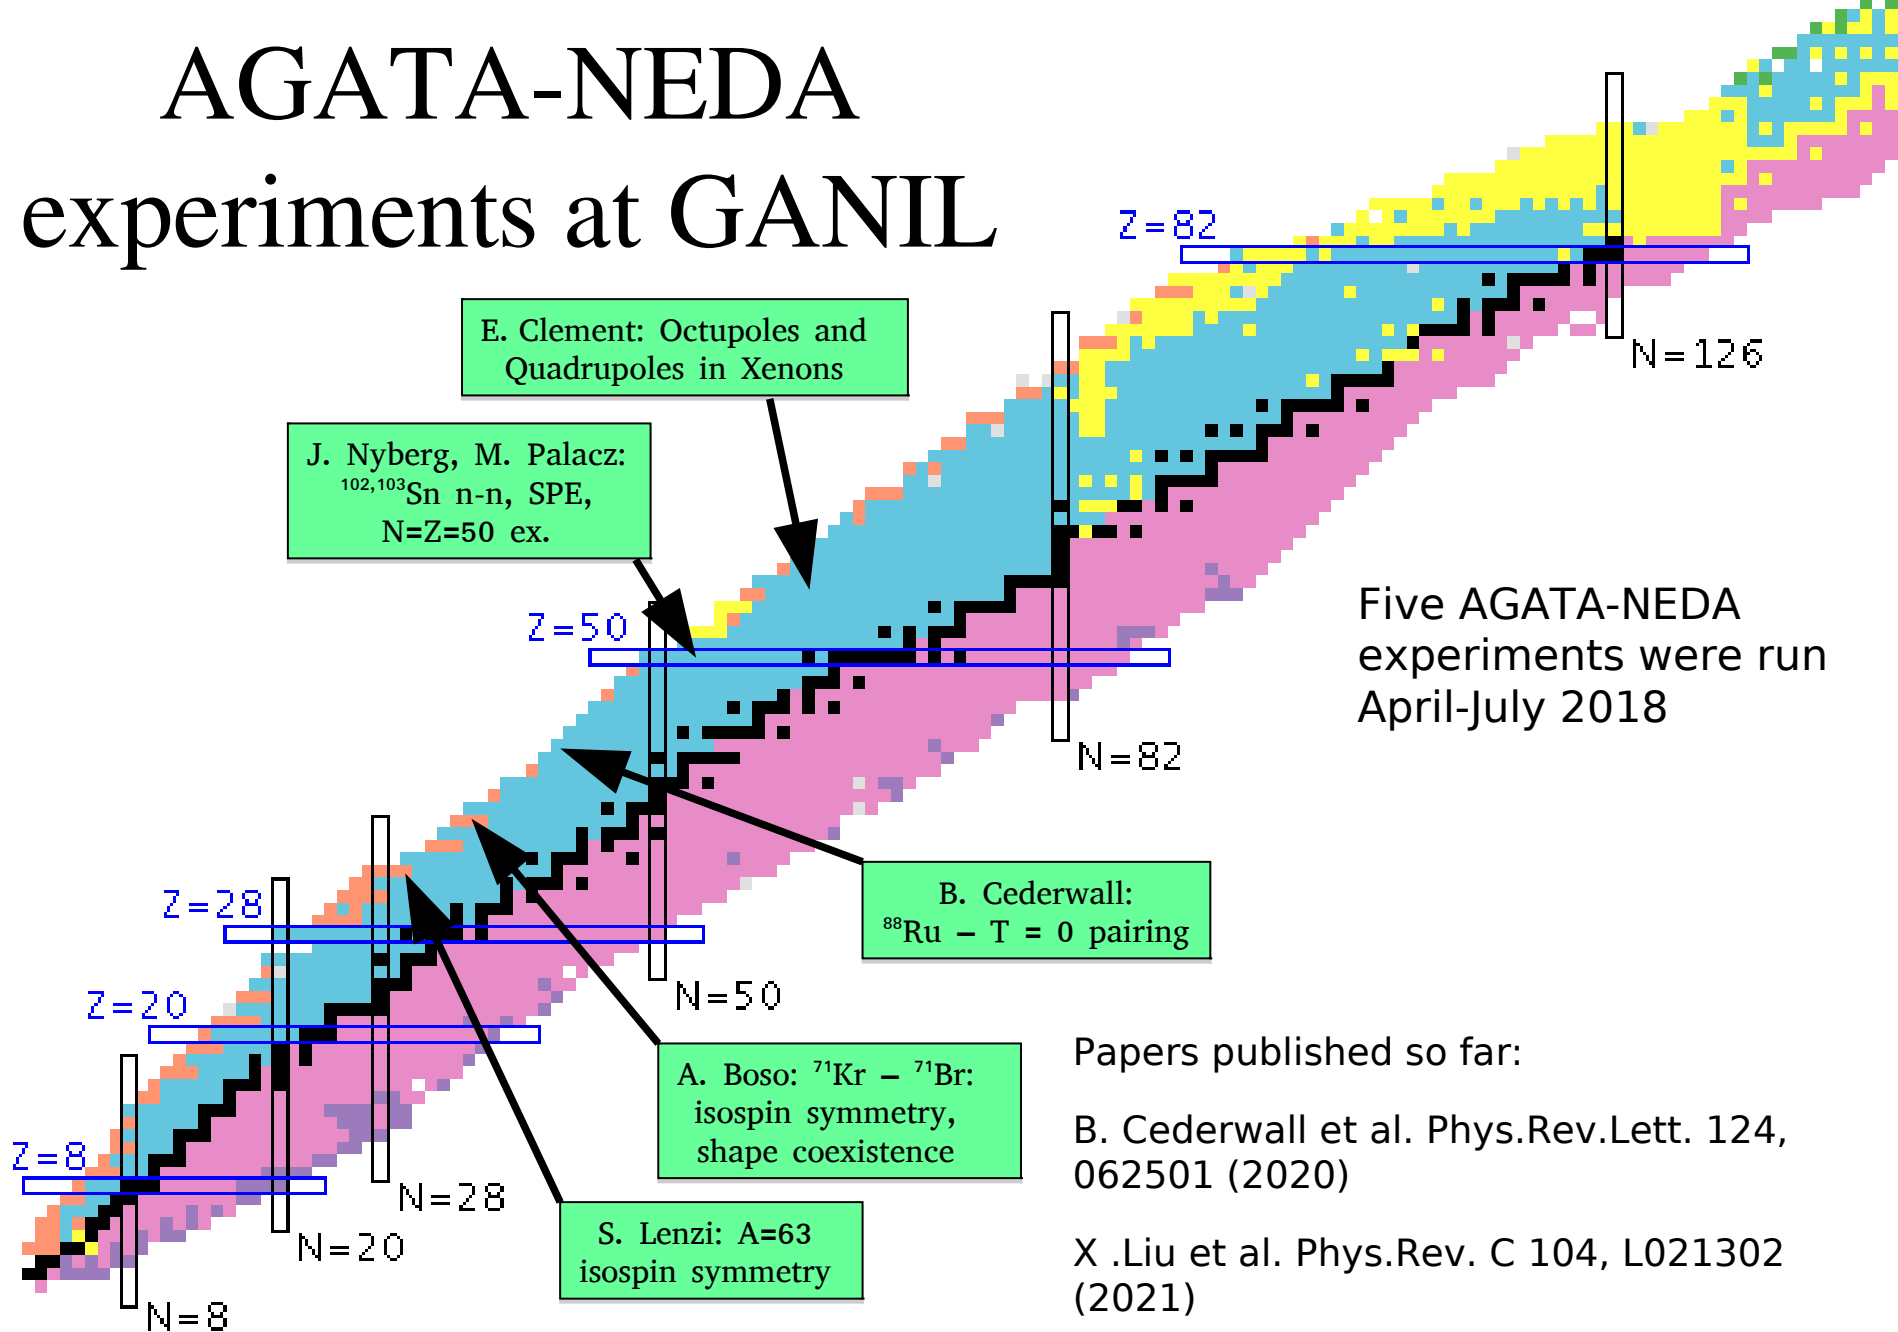 AGATA-NEDA
experiments at GANIL
Z=82
E. Clement: Octupoles and
Quadrupoles in Xenons
N=126
J. Nyberg, M. Palacz:
¹⁰²,¹⁰³Sn n-n, SPE,
N=Z=50 ex.
Z=50
Five AGATA-NEDA
experiments were run
April-July 2018
N=82
B. Cederwall:
⁸⁸Ru – T = 0 pairing
Z=28
N=50
Z=20
A. Boso: ⁷¹Kr – ⁷¹Br:
isospin symmetry,
shape coexistence
Z=8
N=28
N=20
S. Lenzi: A=63
isospin symmetry
N=8
Papers published so far:
B. Cederwall et al. Phys.Rev.Lett. 124,
062501 (2020)
X .Liu et al. Phys.Rev. C 104, L021302
(2021)